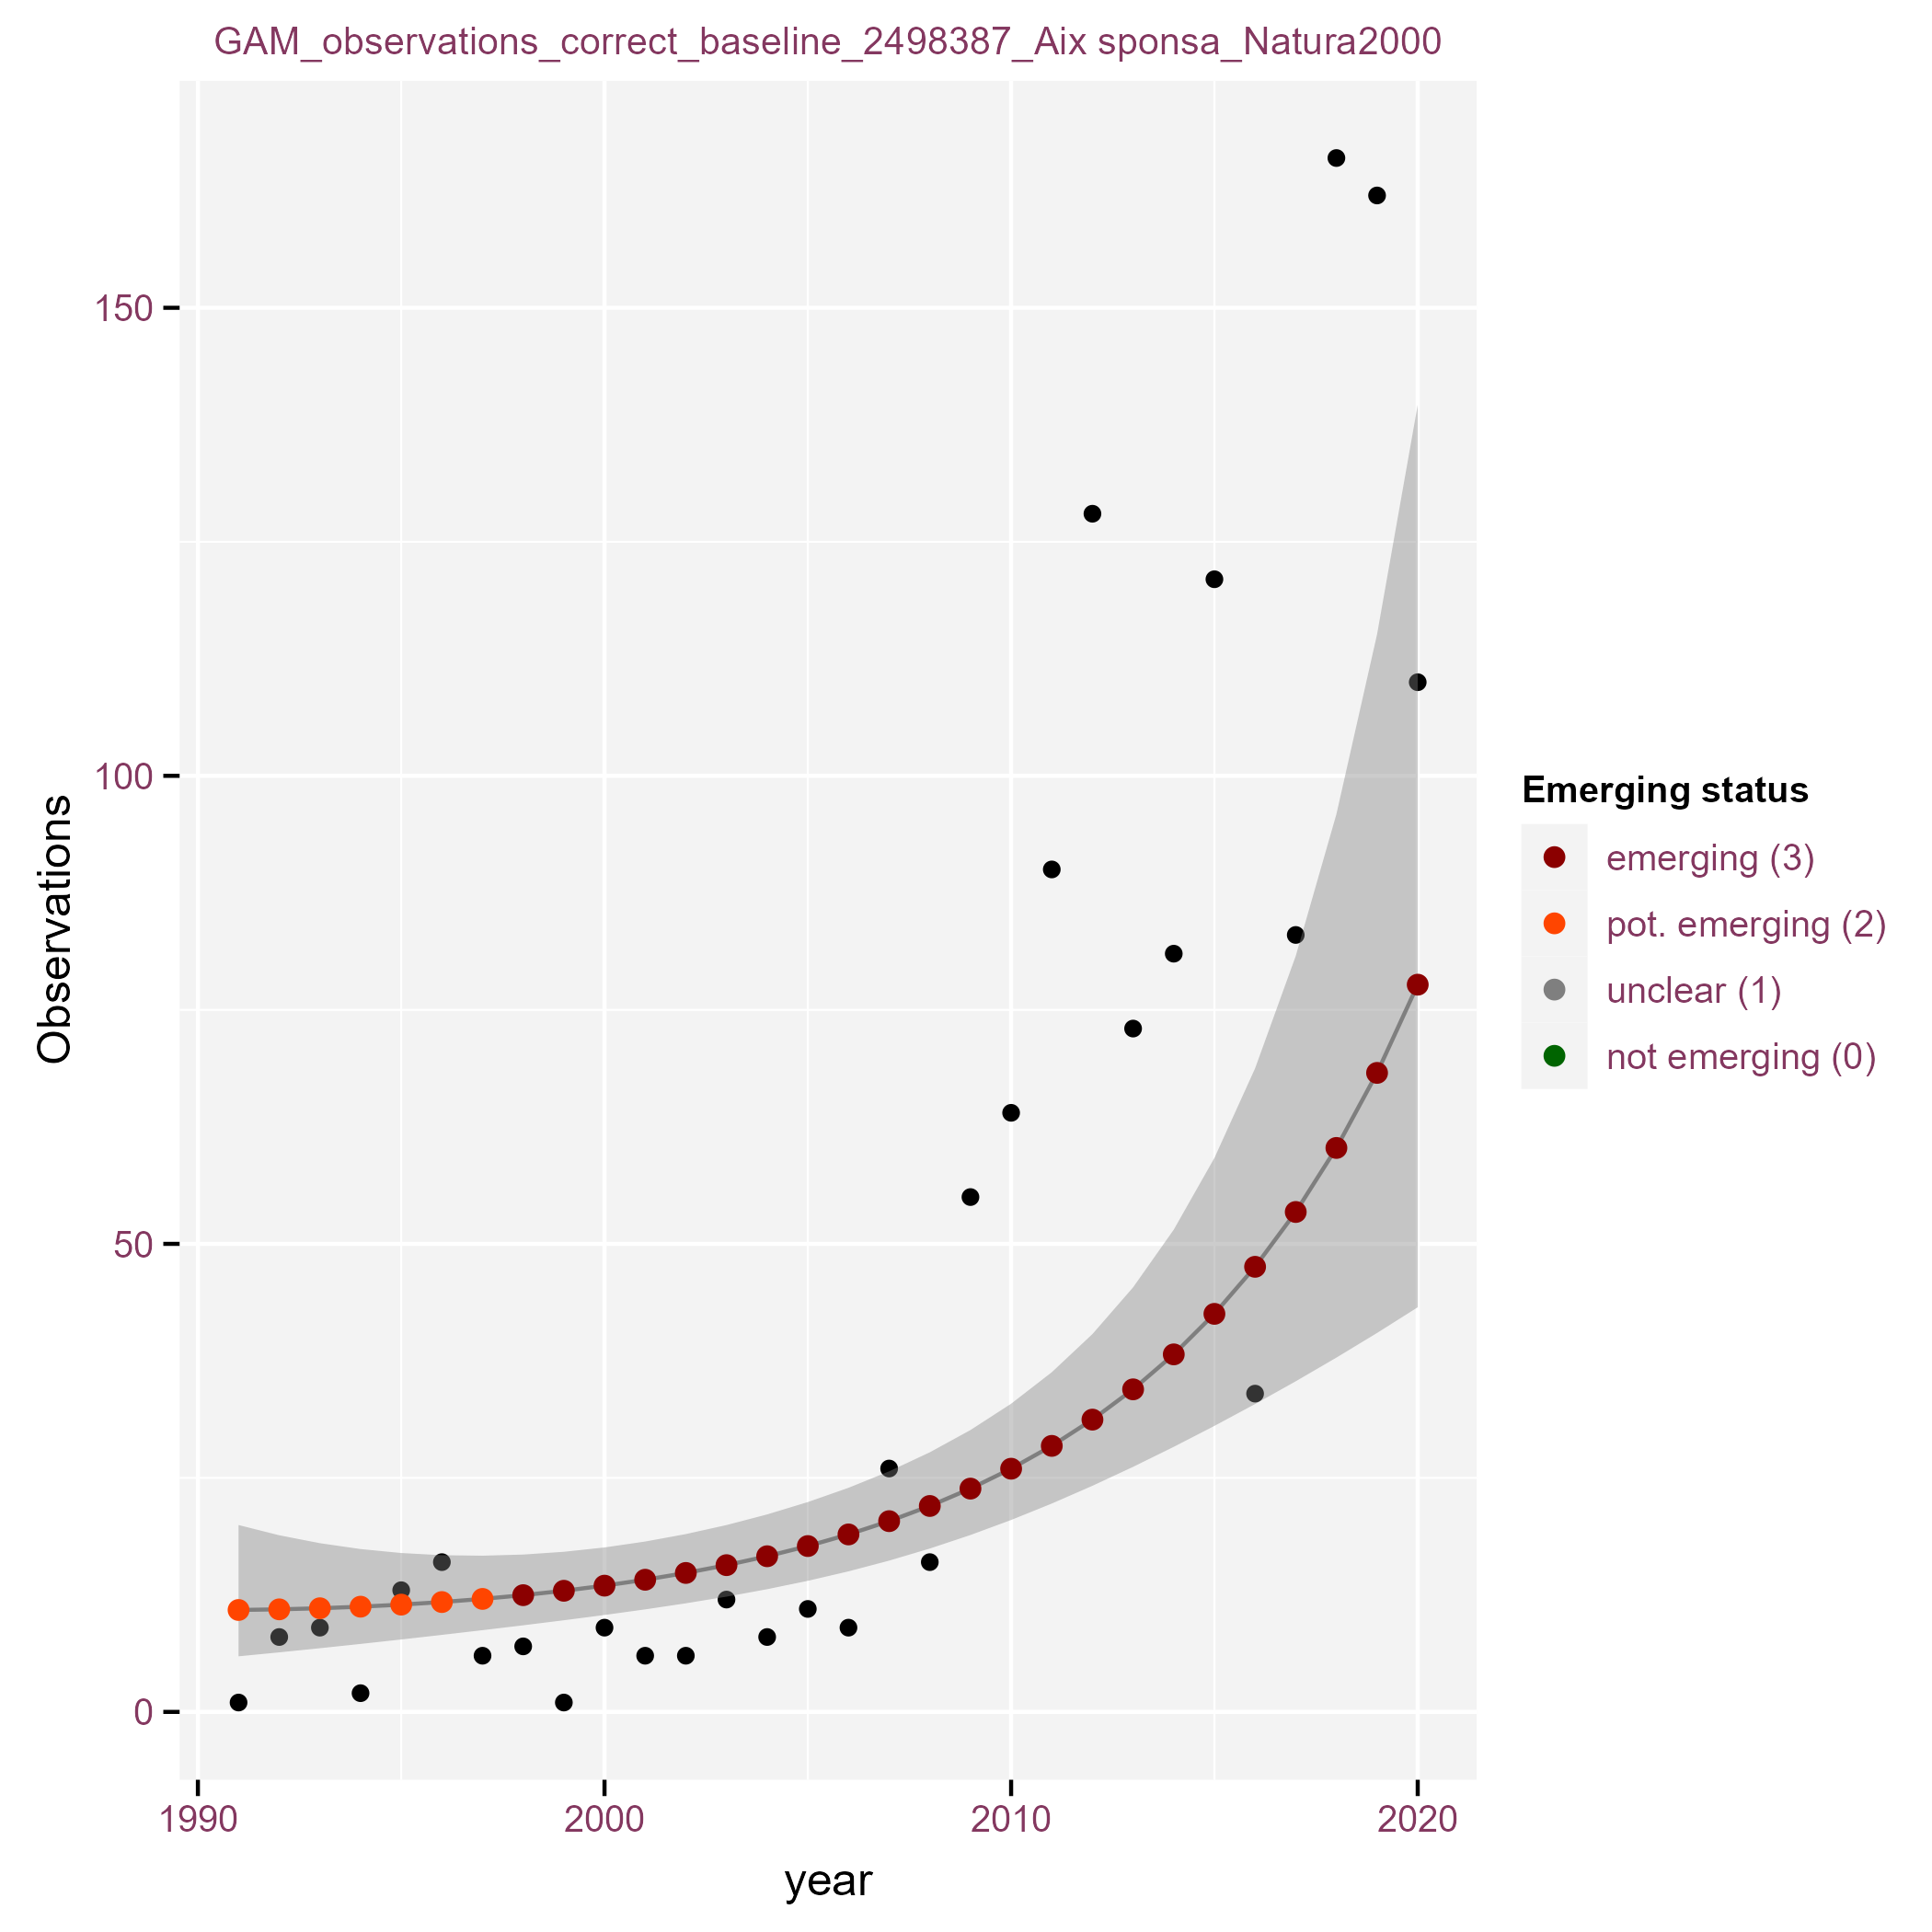 GAM_observations_correct_baseline_2498387_Aix sponsa_Natura2000
150
100
50
0
Observations
1990 2000 2010 2020
year
Emerging status
emerging (3)
pot. emerging (2)
unclear (1)
not emerging (0)